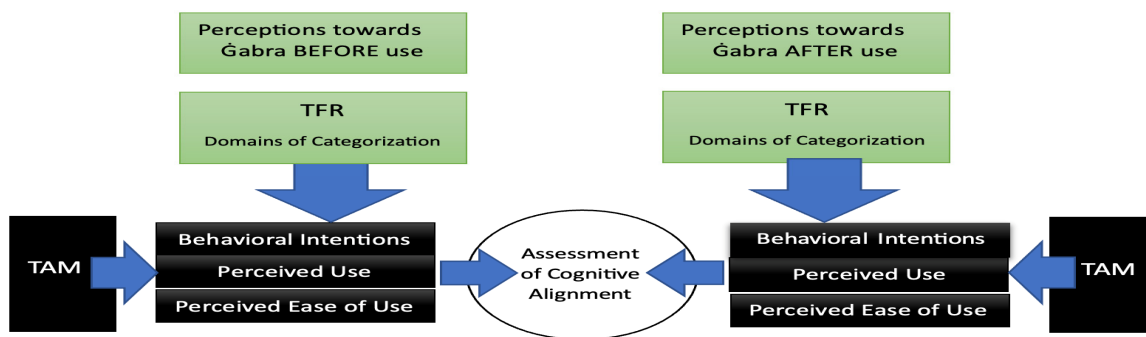 Perceptions towards
Ġabra BEFORE use
TFR
Domains of Categorization
Perceptions towards
Ġabra AFTER use
TFR
Domains of Categorization
TAM
Behavioral Intentions
Perceived Use
Perceived Ease of Use
Assessment
of Cognitive
Alignment
Behavioral Intentions
Perceived Use
Perceived Ease of Use
TAM